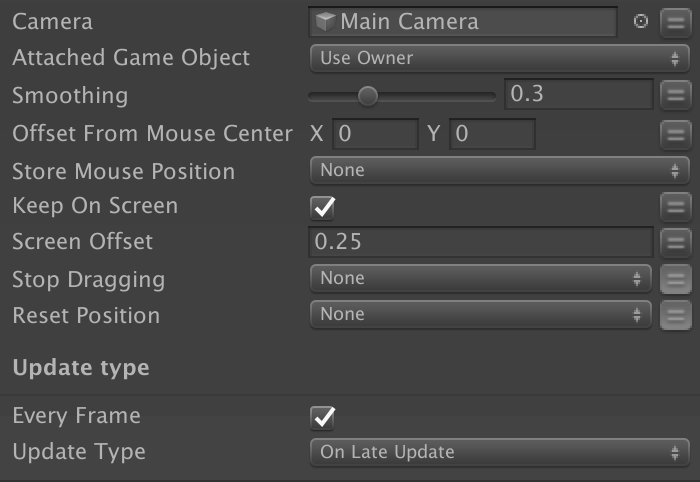 Camera Main Camera
Attached Game Object Use Owner
Smoothing 0.3
Offset From Mouse Center X 0 Y 0
Store Mouse Position None
Keep On Screen
Screen Offset 0.25
Stop Dragging None
Reset Position None
Update type
Every Frame
Update Type On Late Update